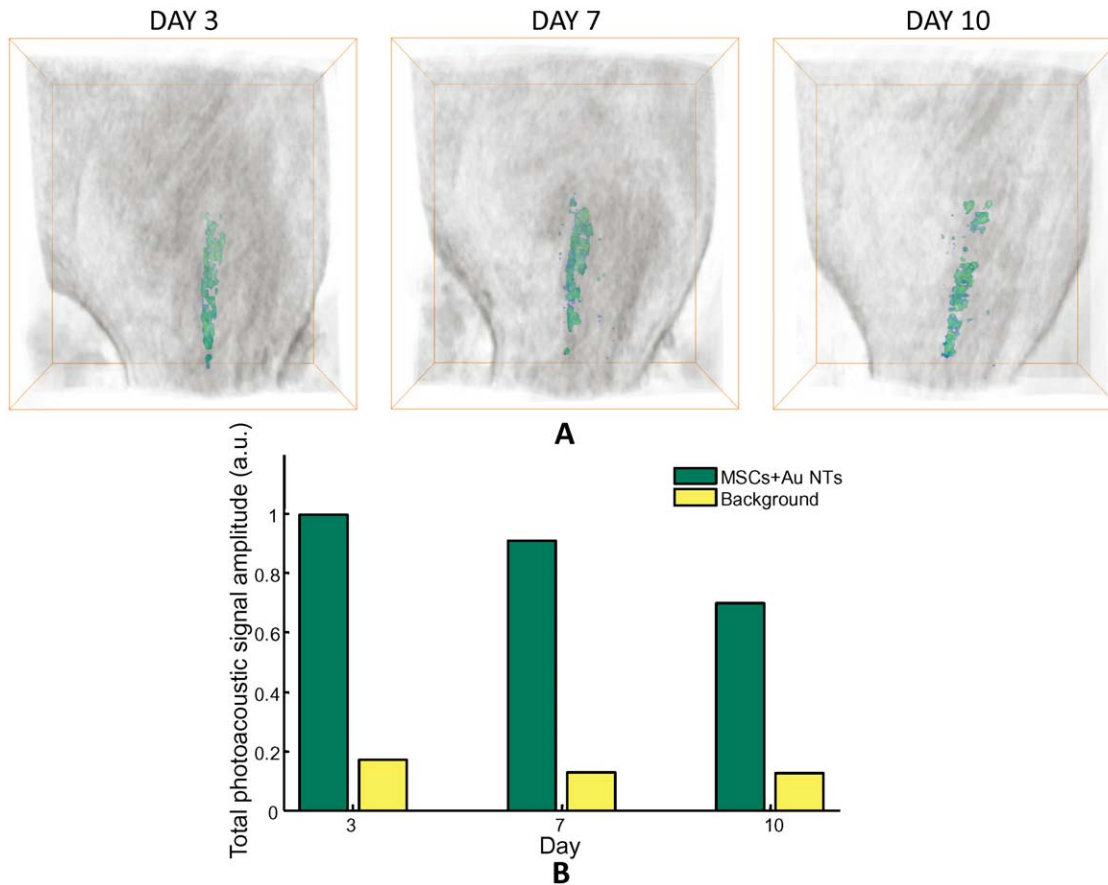 DAY 3
DAY 7
DAY 10
A
Total photoacoustic signal amplitude (a.u.)
1
0.8
0.6
0.4
0.2
0
MSCs+Au NTs
Background
3
7
10
Day
B